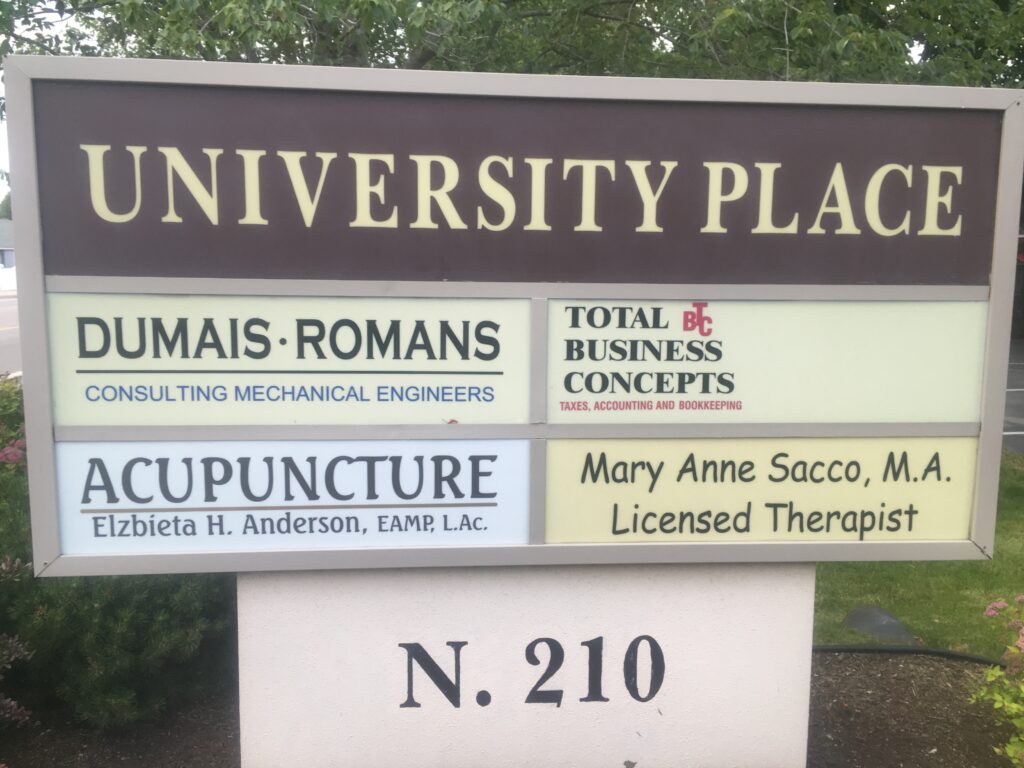 UNIVERSITY PLACE
DUMAIS · ROMANS
CONSULTING MECHANICAL ENGINEERS
TOTAL BTC
BUSINESS
CONCEPTS
TAXES, ACCOUNTING AND BOOKKEEPING
ACUPUNCTURE
Elzbieta H. Anderson, EAMP, L.Ac.
Mary Anne Sacco, M.A.
Licensed Therapist
N. 210